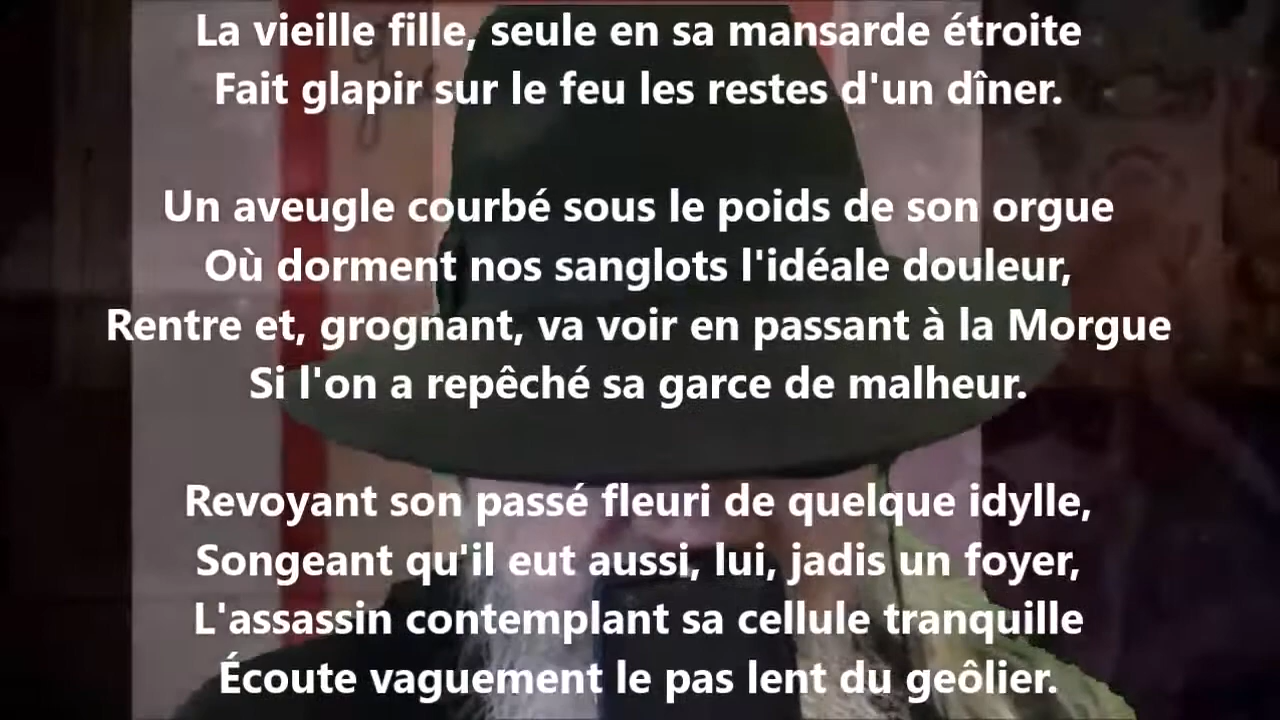 La vieille fille, seule en sa mansarde étroite
Fait glapir sur le feu les restes d'un dîner.
Un aveugle courbé sous le poids de son orgue
Où dorment nos sanglots l'idéale douleur,
Rentre et, grognant, va voir en passant à la Morgue
Si l'on a repêché sa garce de malheur.
Revoyant son passé fleuri de quelque idylle,
Songeant qu'il eut aussi, lui, jadis un foyer,
L'assassin contemplant sa cellule tranquille
Écoute vaguement le pas lent du geôlier.